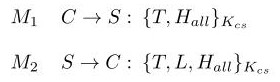 M₁ C → S : {T, H_all}_K_cs
M₂ S → C : {T, L, H_all}_K_cs